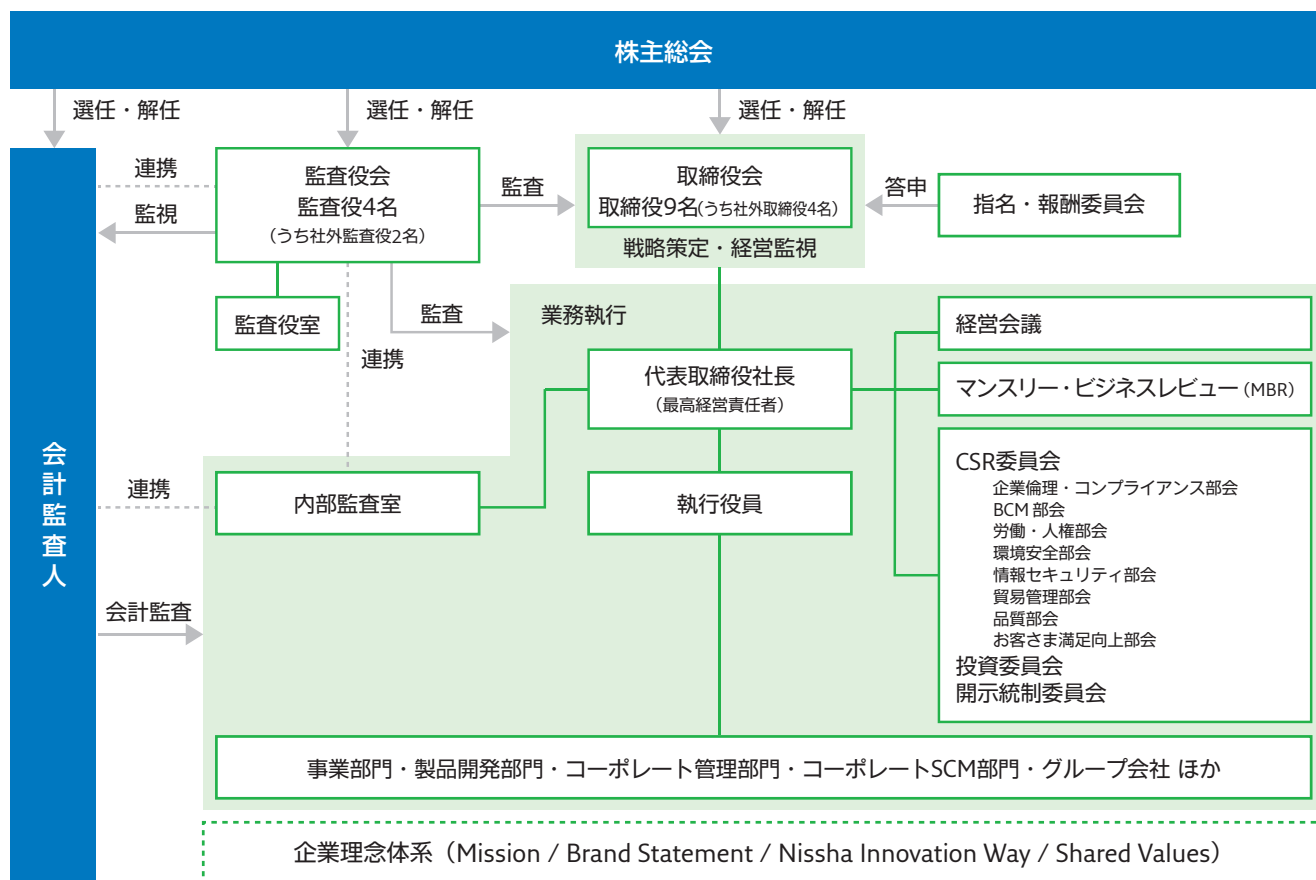 株主総会
選任・解任
選任・解任
選任・解任
会計監査人
連携
監視
監査役会
監査役4名
（うち社外監査役2名）
監査
取締役会
取締役9名(うち社外取締役4名)
戦略策定・経営監視
答申
指名・報酬委員会
監査役室
連携
監査
業務執行
代表取締役社長
（最高経営責任者）
経営会議
マンスリー・ビジネスレビュー（MBR）
連携
内部監査室
執行役員
CSR委員会
企業倫理・コンプライアンス部会
BCM 部会
労働・人権部会
環境安全部会
情報セキュリティ部会
貿易管理部会
品質部会
お客さま満足向上部会
投資委員会
開示統制委員会
会計監査
事業部門・製品開発部門・コーポレート管理部門・コーポレートSCM部門・グループ会社 ほか
企業理念体系（Mission / Brand Statement / Nissha Innovation Way / Shared Values）